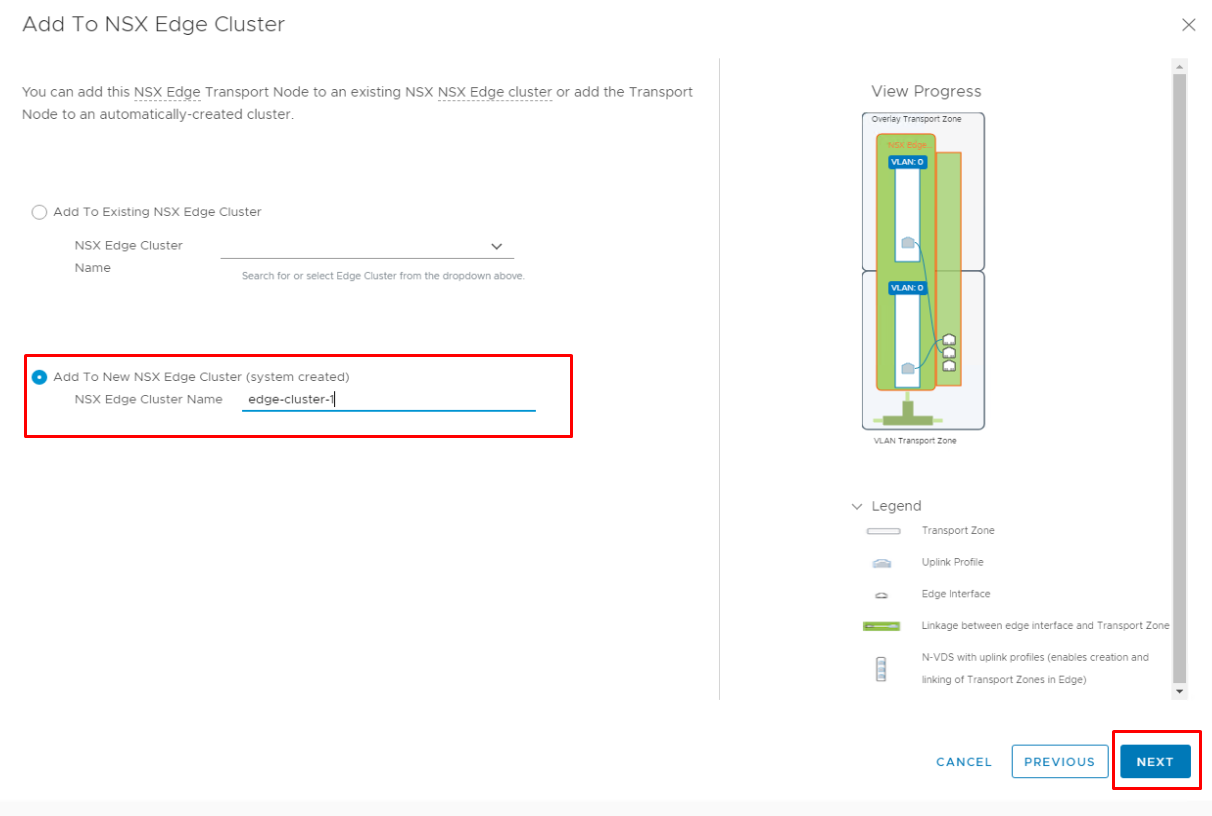 Add To NSX Edge Cluster
You can add this NSX Edge Transport Node to an existing NSX NSX Edge cluster or add the Transport
Node to an automatically-created cluster.
Add To Existing NSX Edge Cluster
NSX Edge Cluster
Name
Search for or select Edge Cluster from the dropdown above.
Add To New NSX Edge Cluster (system created)
NSX Edge Cluster Name edge-cluster-1
View Progress
Overlay Transport Zone
NSX Edge...
VLAN: 0
VLAN: 0
VLAN Transport Zone
Legend
Transport Zone
Uplink Profile
Edge Interface
Linkage between edge interface and Transport Zone
N-VDS with uplink profiles (enables creation and
linking of Transport Zones in Edge)
CANCEL PREVIOUS NEXT